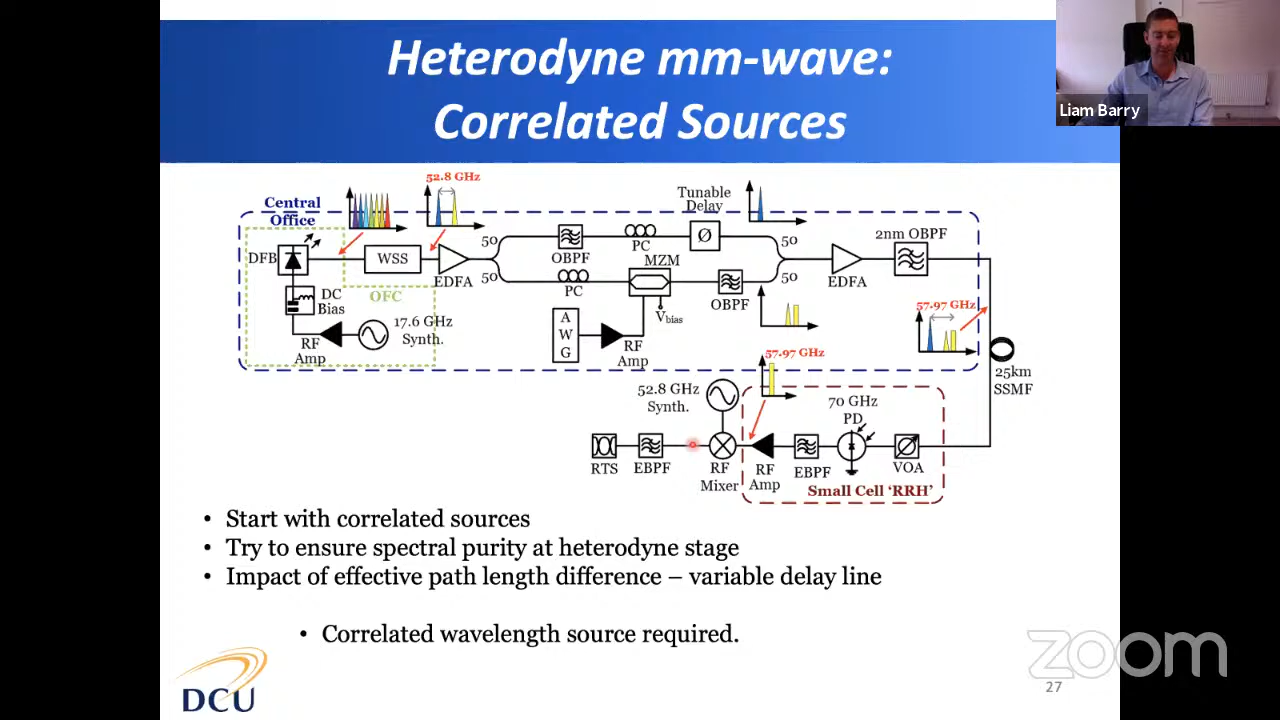 Heterodyne mm-wave:
Correlated Sources
Liam Barry
52.8 GHz
Tunable
Delay
Central
Office
50
Ø
50
2nm OBPF
DFB
WSS
OBPF
PC
MZM
EDFA
50
50
EDFA
OFC
PC
OBPF
DC
Bias
V bias
57.97 GHz
17.6 GHz
Synth.
A
W
G
RF
Amp
RF
Amp
57.97 GHz
25km
SSMF
52.8 GHz
Synth.
70 GHz
PD
RTS
EBPF
RF
Mixer
RF
Amp
EBPF
VOA
Small Cell 'RRH'
• Start with correlated sources
• Try to ensure spectral purity at heterodyne stage
• Impact of effective path length difference – variable delay line
• Correlated wavelength source required.
zoom
DCU
27